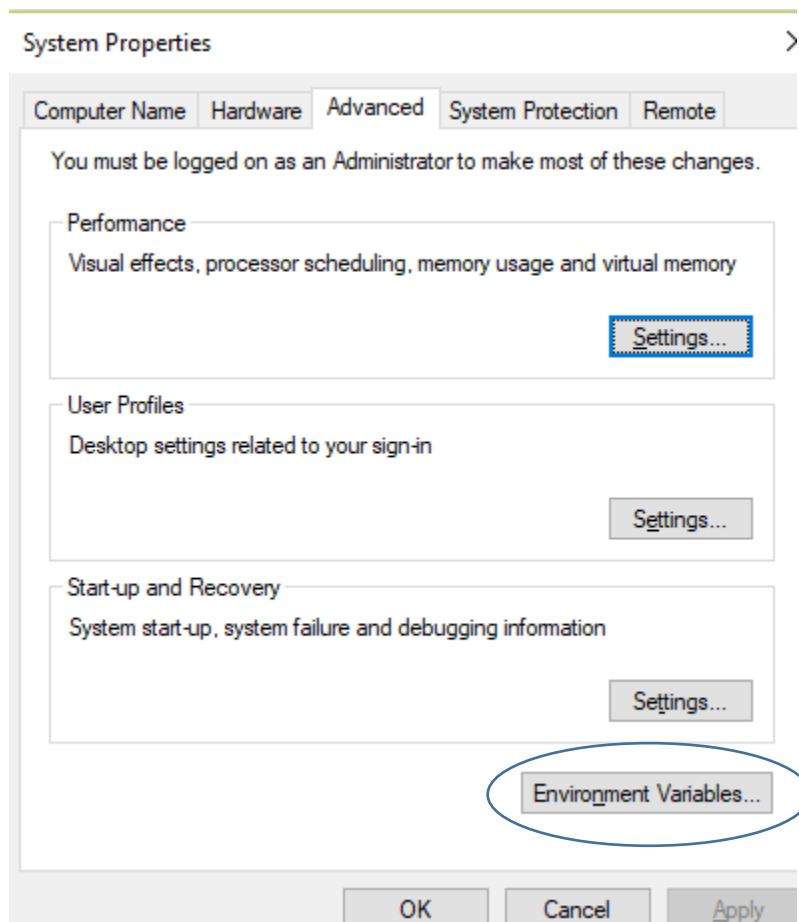 System Properties
Computer Name Hardware Advanced System Protection Remote
You must be logged on as an Administrator to make most of these changes.
Performance
Visual effects, processor scheduling, memory usage and virtual memory
Settings...
User Profiles
Desktop settings related to your sign-in
Settings...
Start-up and Recovery
System start-up, system failure and debugging information
Settings...
Environment Variables...
OK Cancel Apply